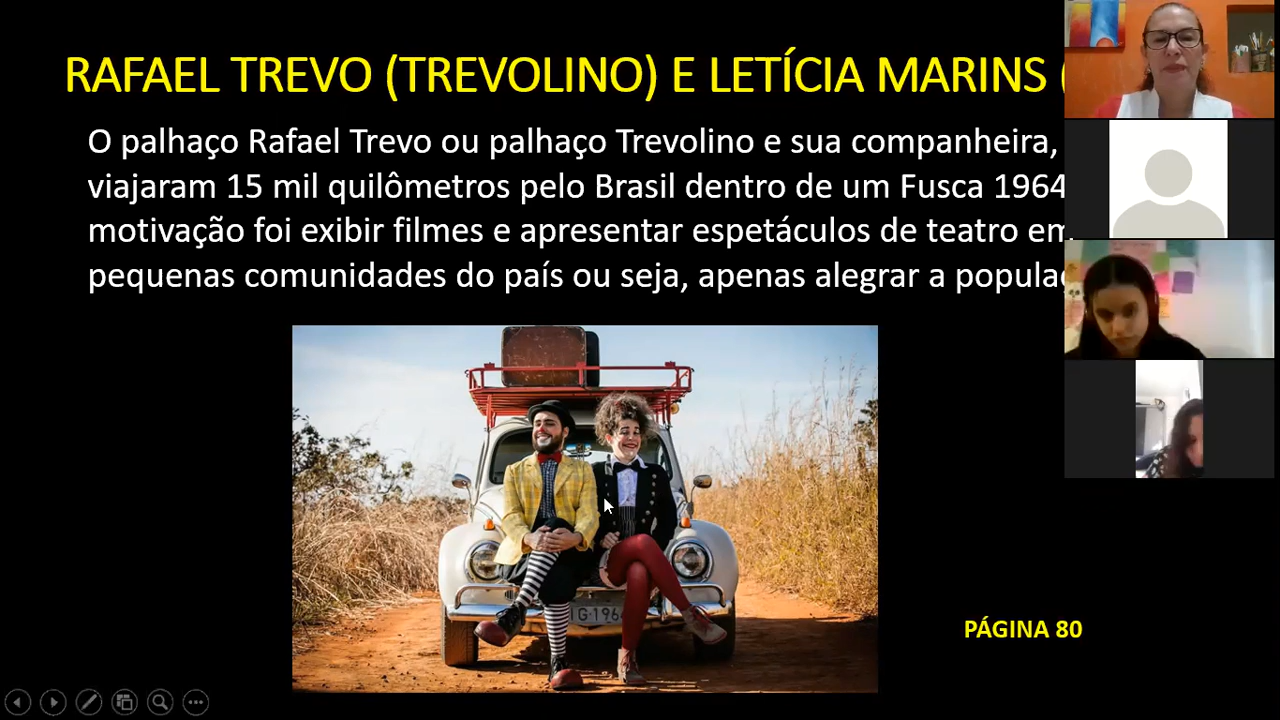 RAFAEL TREVO (TREVOLINO) E LETÍCIA MARINS (
O palhaço Rafael Trevo ou palhaço Trevolino e sua companheira,
viajaram 15 mil quilômetros pelo Brasil dentro de um Fusca 1964
motivação foi exibir filmes e apresentar espetáculos de teatro em
pequenas comunidades do país ou seja, apenas alegrar a popula
G-1964
PÁGINA 80